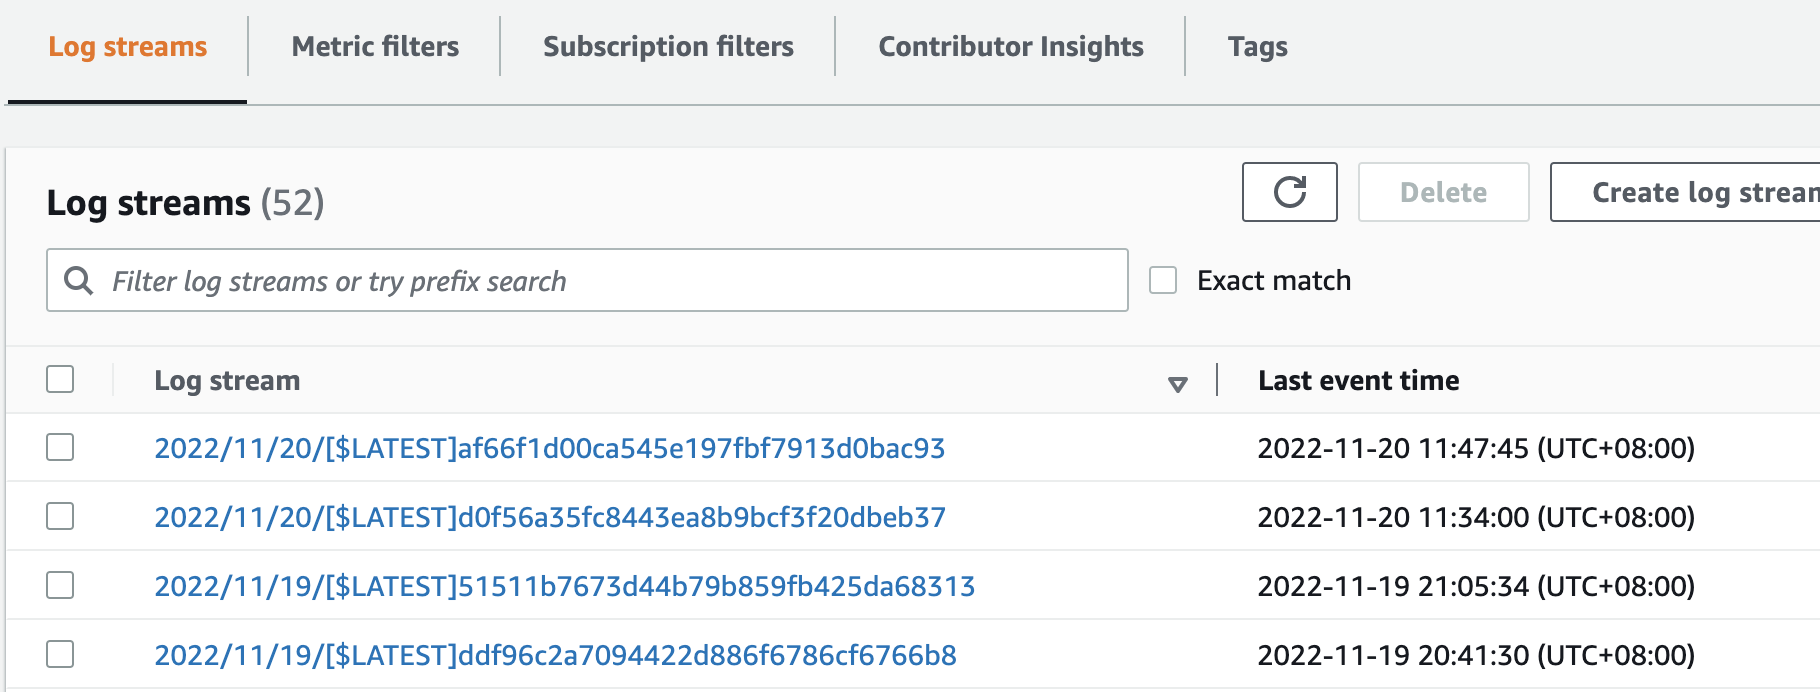 Log streams
Metric filters
Subscription filters
Contributor Insights
Tags
Log streams (52)
Delete
Create log stream
Filter log streams or try prefix search
Exact match
Log stream
Last event time
2022/11/20/[$LATEST]af66f1d00ca545e197fbf7913d0bac93
2022-11-20 11:47:45 (UTC+08:00)
2022/11/20/[$LATEST]d0f56a35fc8443ea8b9bcf3f20dbeb37
2022-11-20 11:34:00 (UTC+08:00)
2022/11/19/[$LATEST]51511b7673d44b79b859fb425da68313
2022-11-19 21:05:34 (UTC+08:00)
2022/11/19/[$LATEST]ddf96c2a7094422d886f6786cf6766b8
2022-11-19 20:41:30 (UTC+08:00)